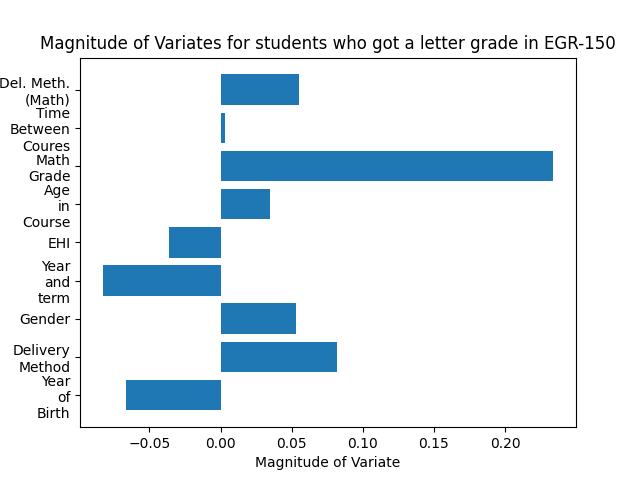 Magnitude of Variates for students who got a letter grade in EGR-150
Del. Meth.
(Math)
Time
Between
Coures
Math
Grade
Age
in
Course
EHI
Year
and
term
Gender
Delivery
Method
Year
of
Birth
−0.05 0.00 0.05 0.10 0.15 0.20
Magnitude of Variate